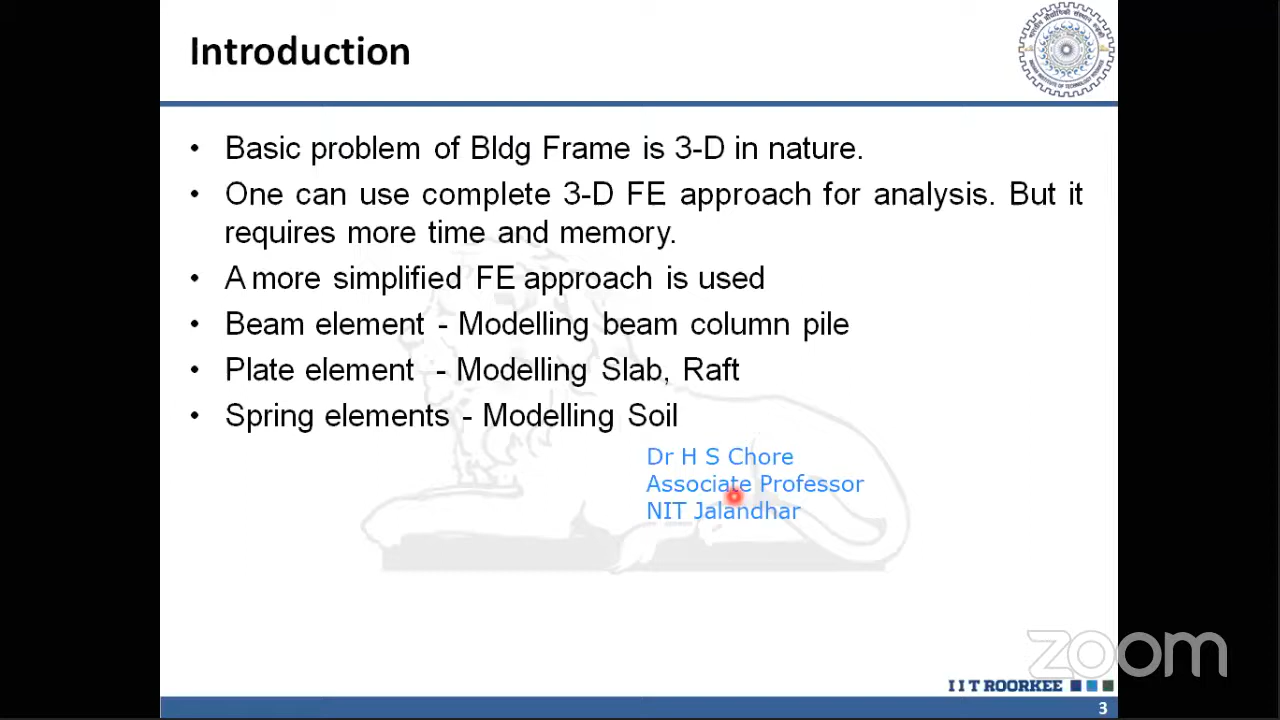 Introduction
• Basic problem of Bldg Frame is 3-D in nature.
• One can use complete 3-D FE approach for analysis. But it
requires more time and memory.
• A more simplified FE approach is used
• Beam element - Modelling beam column pile
• Plate element - Modelling Slab, Raft
• Spring elements - Modelling Soil
Dr H S Chore
Associate Professor
NIT Jalandhar
zoom
I I T ROORKEE
3